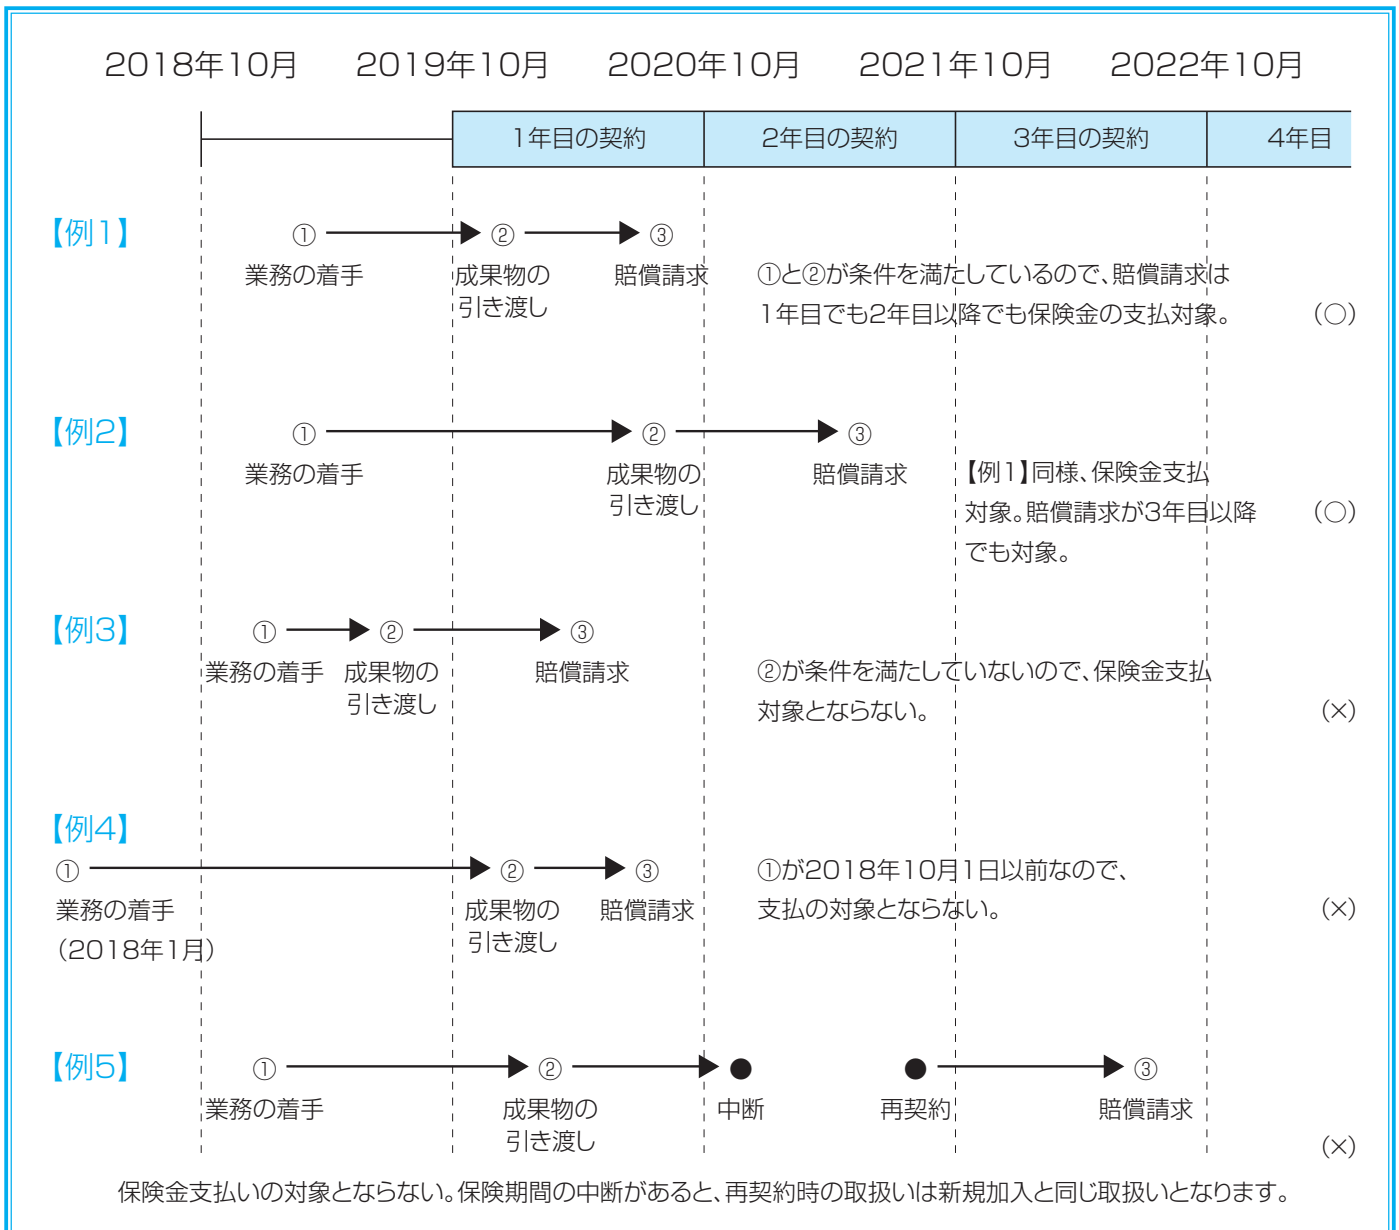 2018年10月 2019年10月 2020年10月 2021年10月 2022年10月
1年目の契約 2年目の契約 3年目の契約 4年目
【例1】 ① ② ③
業務の着手 成果物の 賠償請求
引き渡し
①と②が条件を満たしているので、賠償請求は
1年目でも2年目以降でも保険金の支払対象。 (○)
【例2】 ① ② ③
業務の着手 成果物の 賠償請求
引き渡し
【例1】同様、保険金支払
対象。賠償請求が3年目以降 (○)
でも対象。
【例3】 ① ② ③
業務の着手 成果物の 賠償請求
引き渡し
②が条件を満たしていないので、保険金支払
対象とならない。 (×)
【例4】
① ② ③
業務の着手 成果物の 賠償請求
(2018年1月) 引き渡し
①が2018年10月1日以前なので、
支払の対象とならない。 (×)
【例5】 ① ② ● ● ③
業務の着手 成果物の 中断 再契約 賠償請求
引き渡し (×)
保険金支払いの対象とならない。保険期間の中断があると、再契約時の取扱いは新規加入と同じ取扱いとなります。